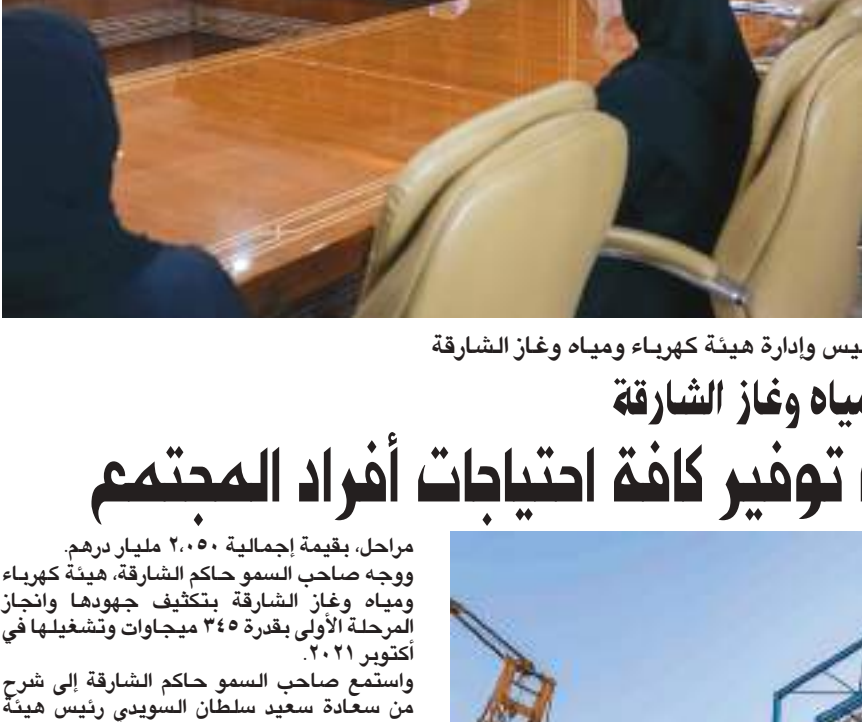 وإدارة هيئة كهرباء ومياه وغاز الشارقة
وغاز الشارقة
توفير كافة احتياجات أفراد المجتمع
مراحل، بقيمة إجمالية ٢،٠٥٠ مليار درهم.
ووجه صاحب السمو حاكم الشارقة، هيئة كهرباء
ومياه وغاز الشارقة بتكثيف جهودها وانجاز
المرحلة الأولى بقدرة ٣٤٥ ميجاوات وتشغيلها في
أكتوبر ٢٠٢١.
واستمع صاحب السمو حاكم الشارقة إلى شرح
من سعادة سعيد سلطان السويدي رئيس هيئة